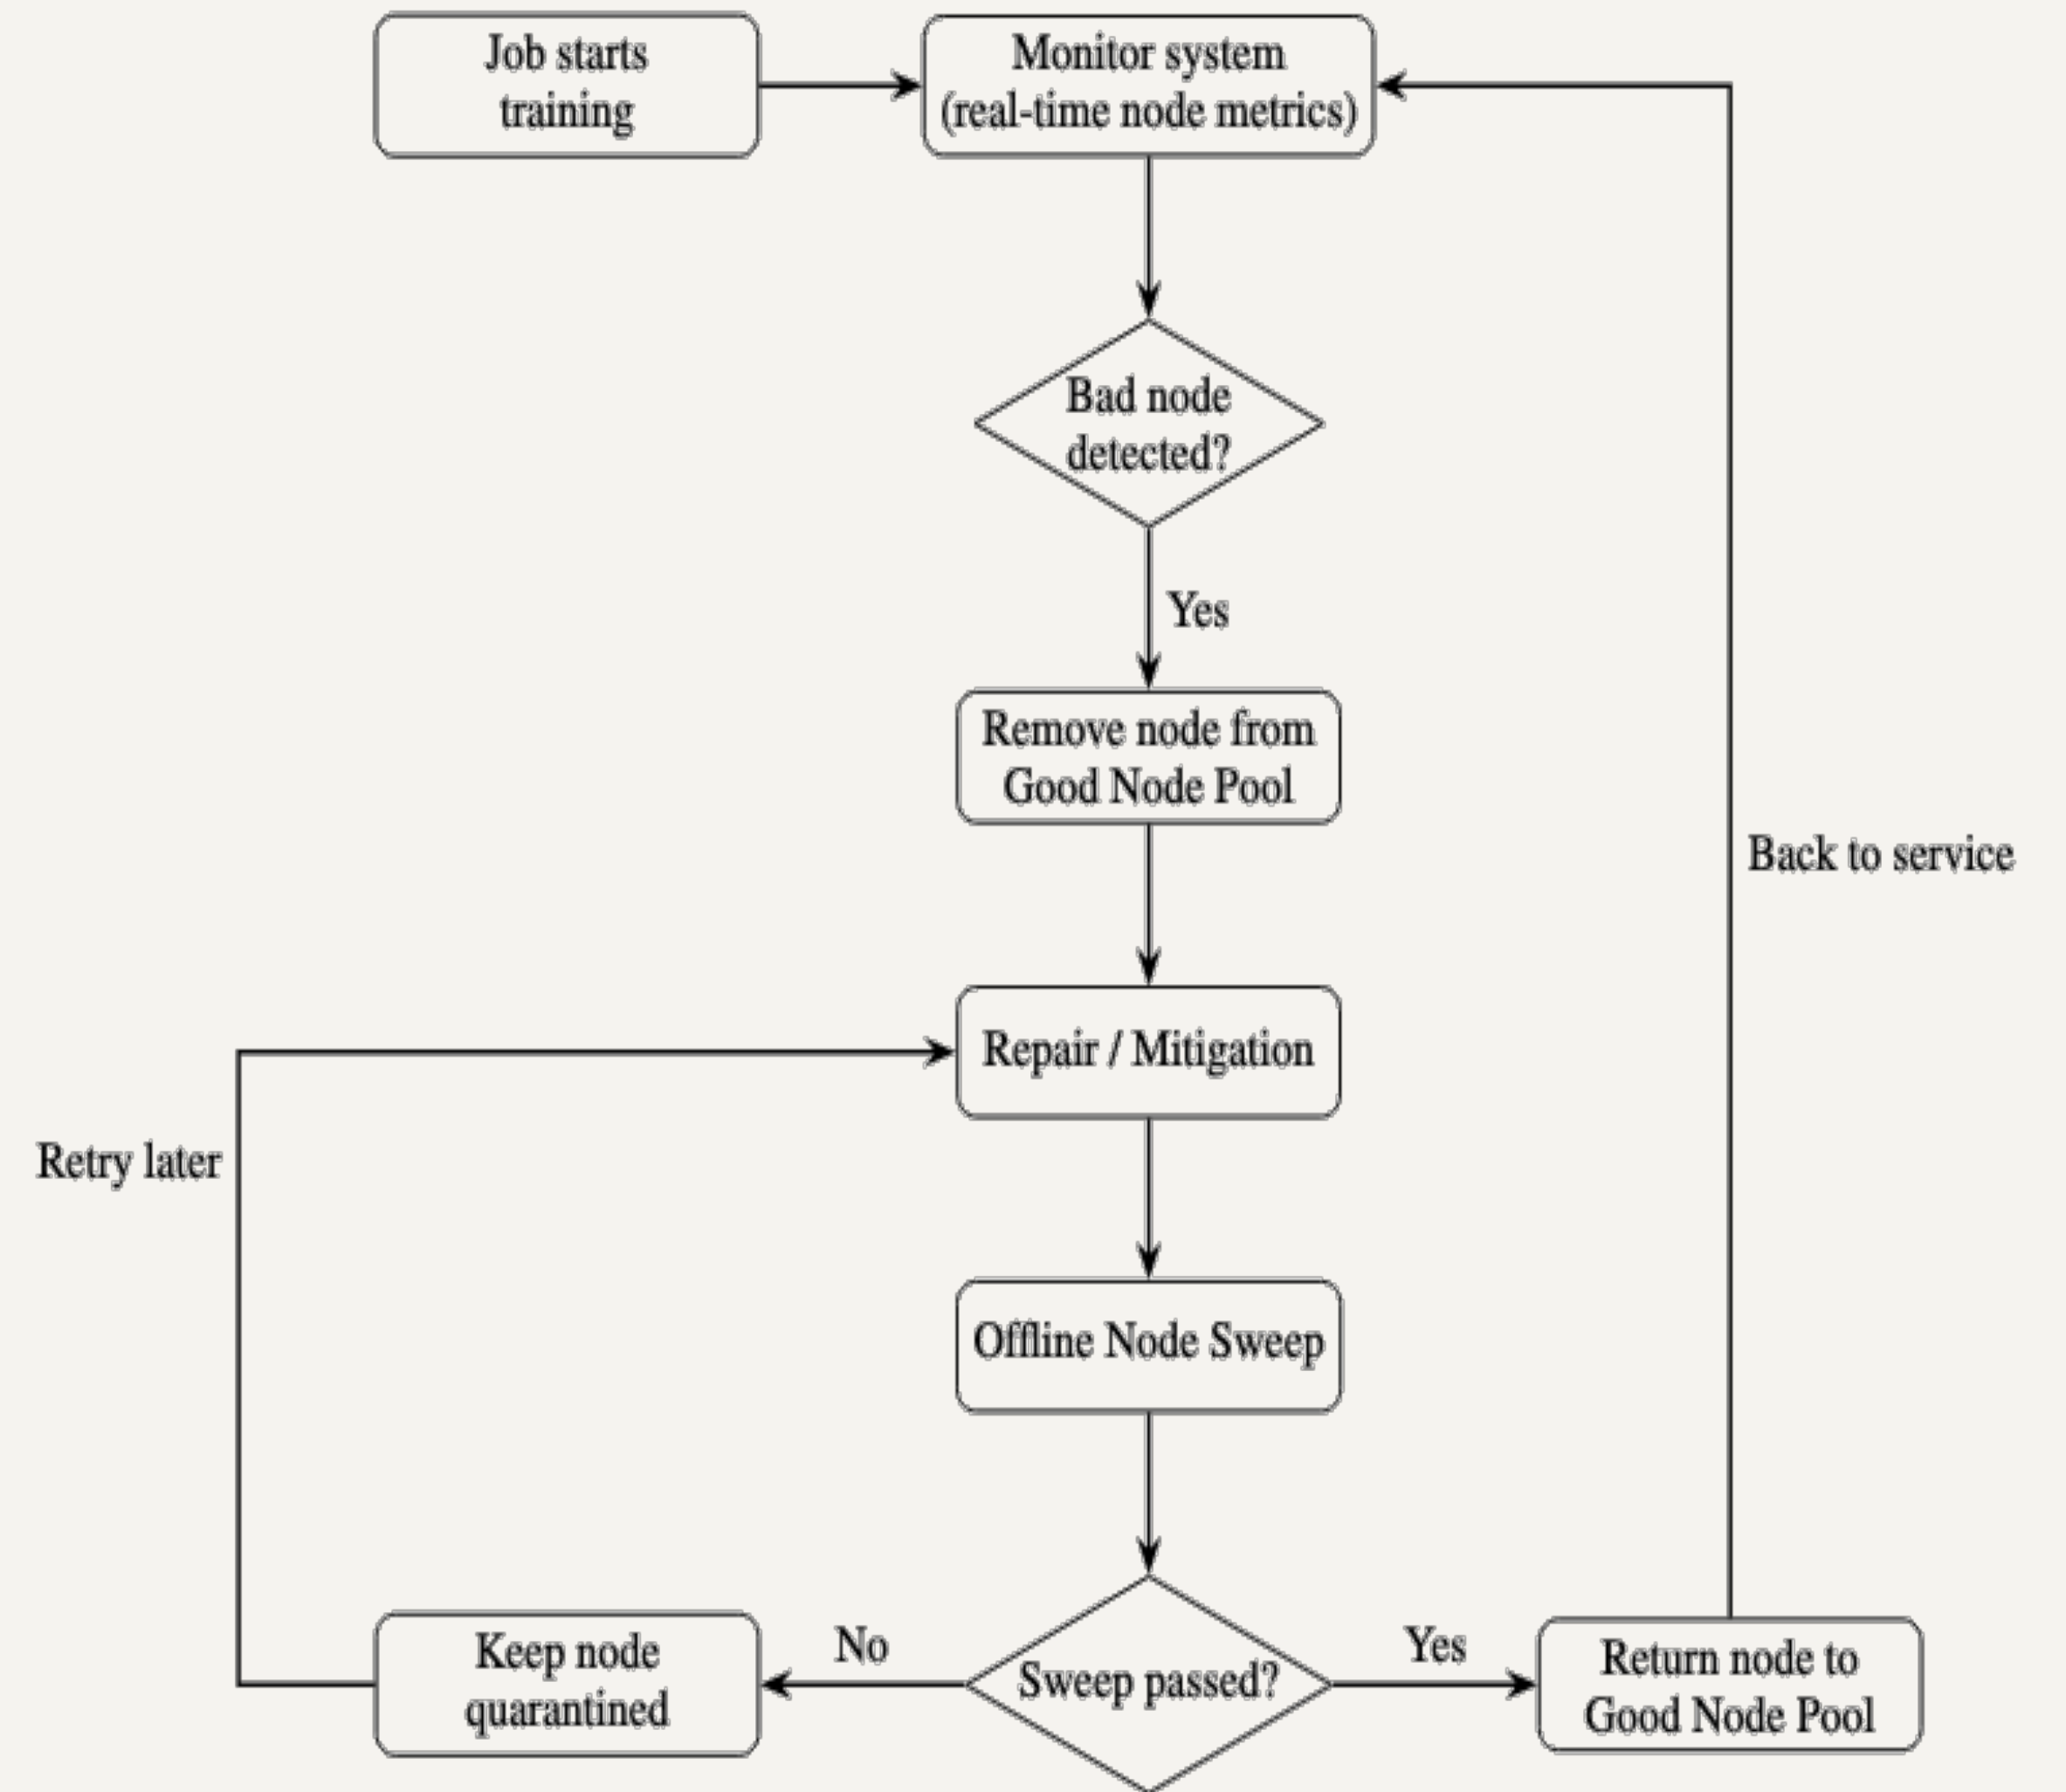 Job starts
training
Monitor system
(real-time node metrics)
Bad node
detected?
Yes
Remove node from
Good Node Pool
Back to service
Repair / Mitigation
Retry later
Offline Node Sweep
Sweep passed?
No
Keep node
quarantined
Yes
Return node to
Good Node Pool